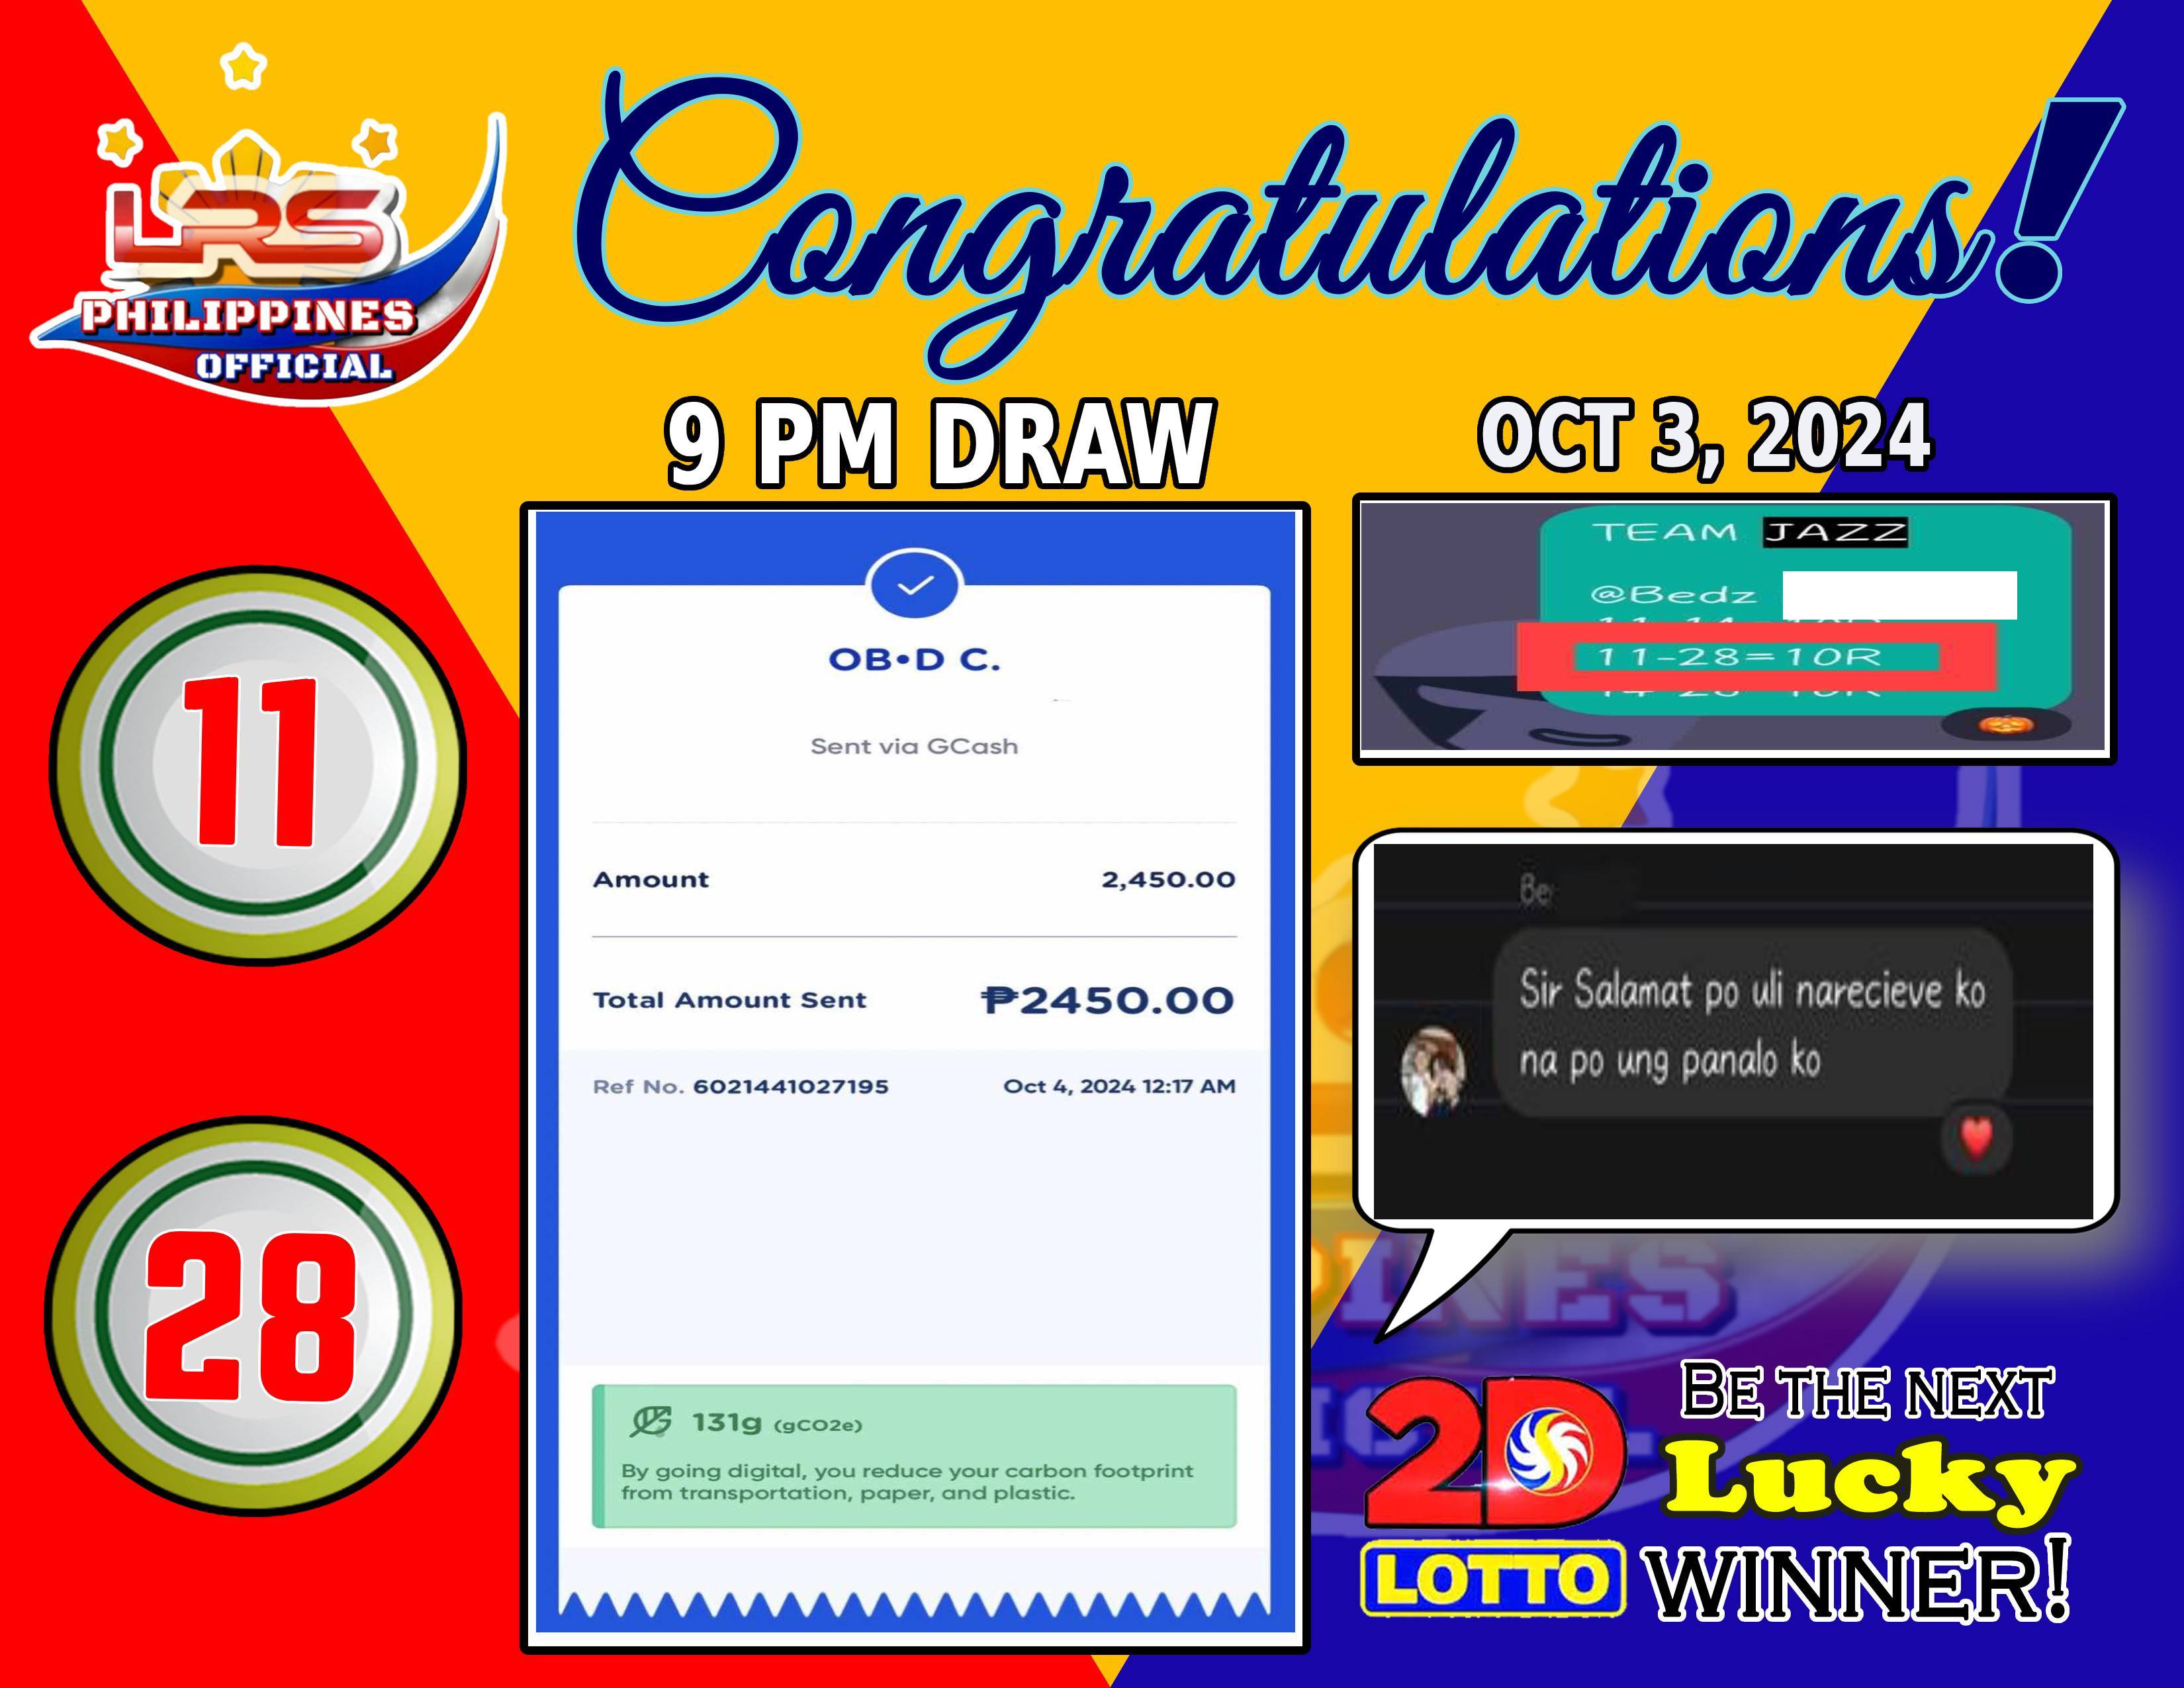 LRS
PHILIPPINES
OFFICIAL
Congratulations!
9 PM DRAW
OCT 3, 2024
11
28
OB•D C.
Sent via GCash
Amount 2,450.00
Total Amount Sent ₱2450.00
Ref No. 6021441027195 Oct 4, 2024 12:17 AM
131g (gCO2e)
By going digital, you reduce your carbon footprint
from transportation, paper, and plastic.
TEAM JAZZ
@Bedz
11-28=10R
Be
Sir Salamat po uli narecieve ko
na po ung panalo ko
2D
LOTTO
BE THE NEXT
Lucky
WINNER!